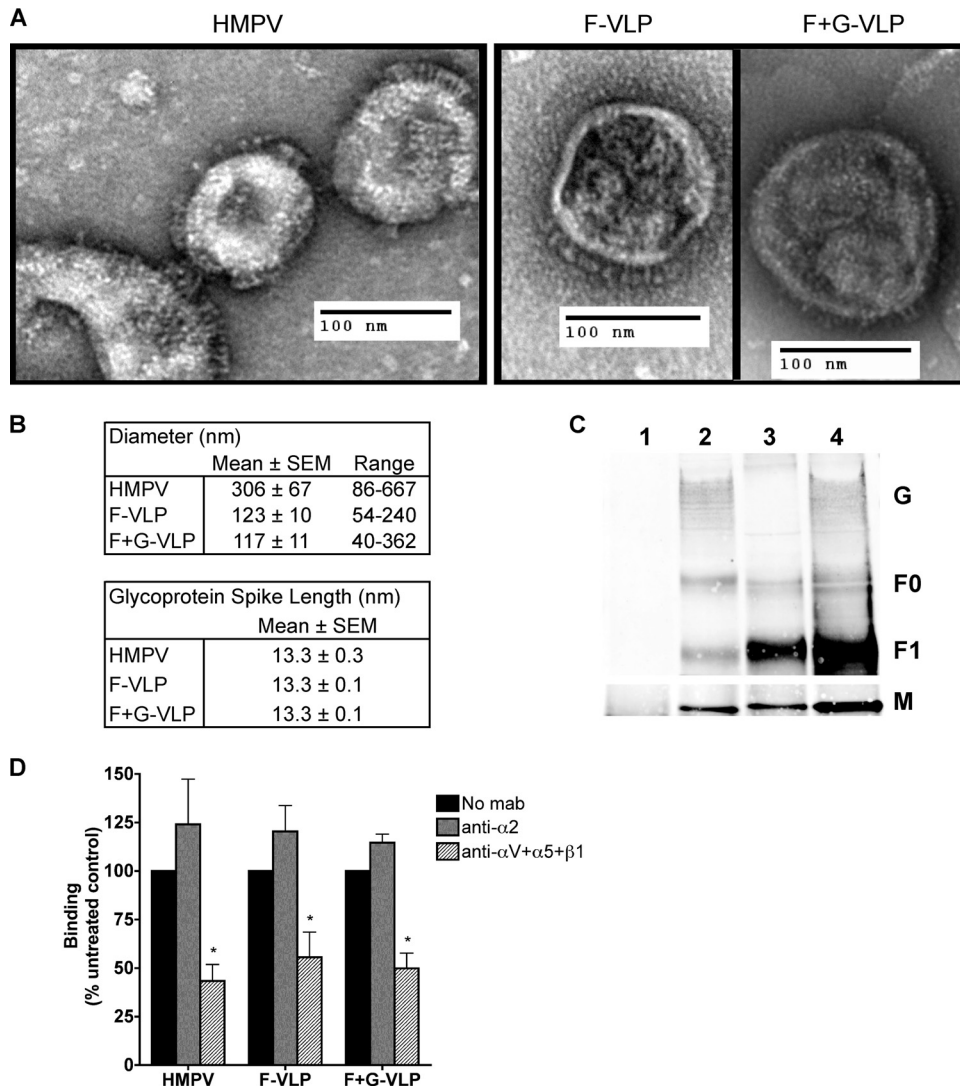 A
HMPV
F-VLP
F+G-VLP
100 nm
100 nm
100 nm
B
Diameter (nm)
Mean ± SEM Range
HMPV 306 ± 67 86-667
F-VLP 123 ± 10 54-240
F+G-VLP 117 ± 11 40-362
Glycoprotein Spike Length (nm)
Mean ± SEM
HMPV 13.3 ± 0.3
F-VLP 13.3 ± 0.1
F+G-VLP 13.3 ± 0.1
C
1 2 3 4
G
F0
F1
M
D
Binding
(% untreated control)
150
125
100
75
50
25
0
* * *
HMPV F-VLP F+G-VLP
No mab
anti-α2
anti-αV+α5+β1